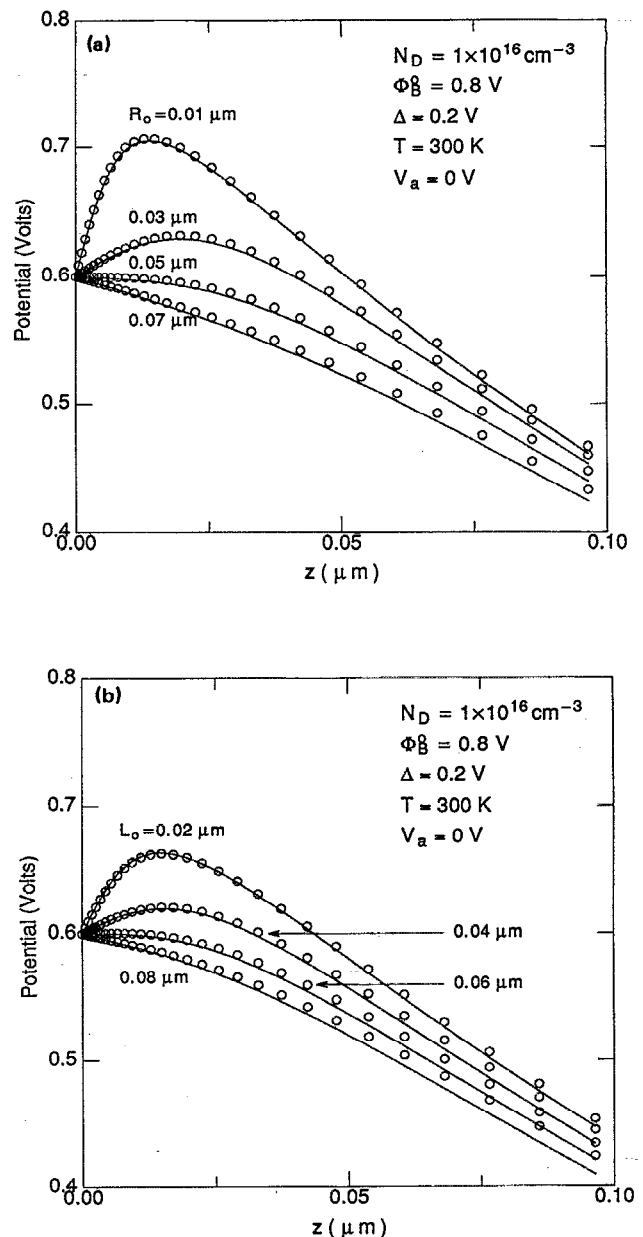 (a)
N_D = 1×10^16 cm^-3
Φ_B^o = 0.8 V
Δ = 0.2 V
T = 300 K
V_a = 0 V
R_o=0.01 μm
0.03 μm
0.05 μm
0.07 μm
0.8
0.7
0.6
0.5
0.4
Potential (Volts)
0.00
0.05
0.10
z ( μm )
(b)
N_D = 1×10^16 cm^-3
Φ_B^o = 0.8 V
Δ = 0.2 V
T = 300 K
V_a = 0 V
L_o=0.02 μm
0.04 μm
0.06 μm
0.08 μm
0.8
0.7
0.6
0.5
0.4
Potential (Volts)
0.00
0.05
0.10
z ( μm )